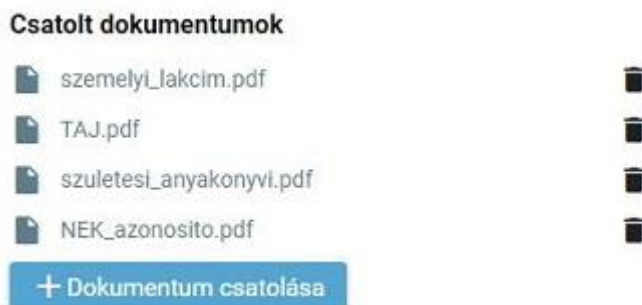 Csatolt dokumentumok
szemelyi_lakcim.pdf
TAJ.pdf
szuletesi_anyakonyvi.pdf
NEK_azonosito.pdf
+ Dokumentum csatolása